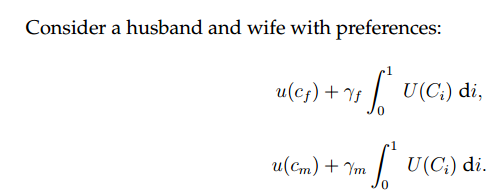 Consider a husband and wife with preferences:
u(c_f) + γ_f ∫_0^1 U(C_i) di,
u(c_m) + γ_m ∫_0^1 U(C_i) di.